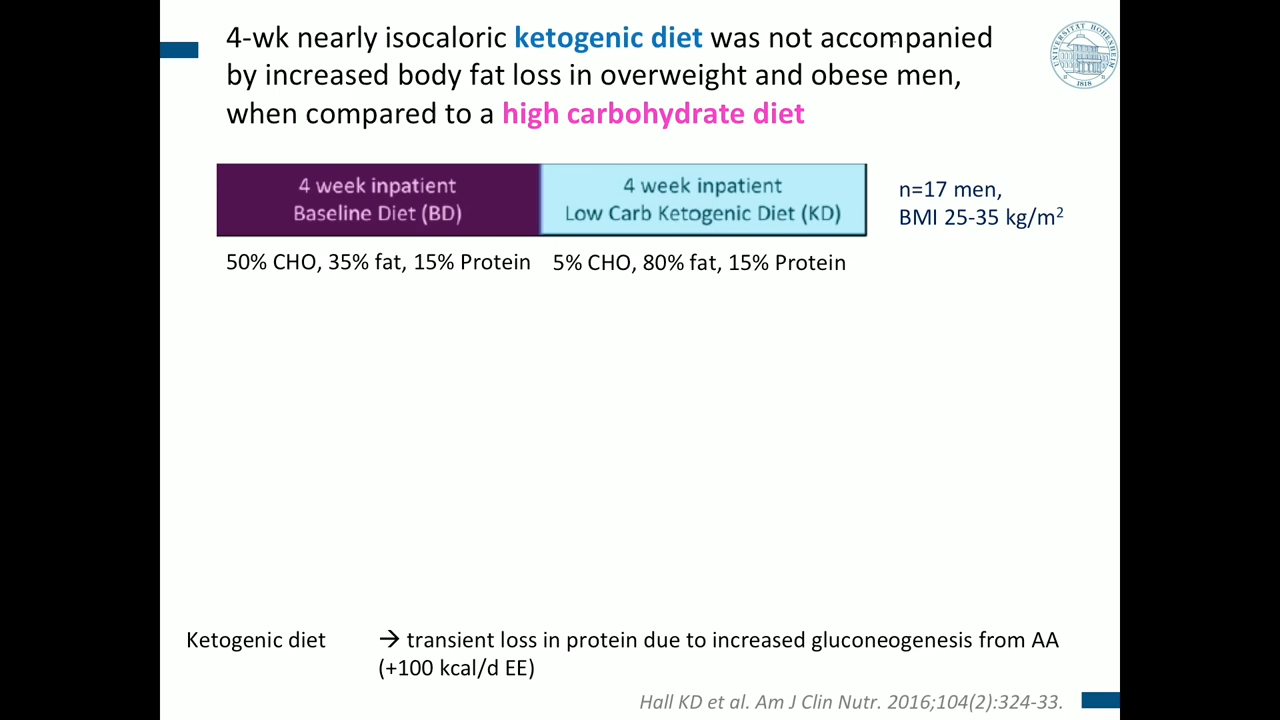 4-wk nearly isocaloric ketogenic diet was not accompanied
by increased body fat loss in overweight and obese men,
when compared to a high carbohydrate diet
UNIVERSITÄT HOHENHEIM
1818
4 week inpatient
Baseline Diet (BD)
4 week inpatient
Low Carb Ketogenic Diet (KD)
n=17 men,
BMI 25-35 kg/m²
50% CHO, 35% fat, 15% Protein
5% CHO, 80% fat, 15% Protein
Ketogenic diet → transient loss in protein due to increased gluconeogenesis from AA
(+100 kcal/d EE)
Hall KD et al. Am J Clin Nutr. 2016;104(2):324-33.